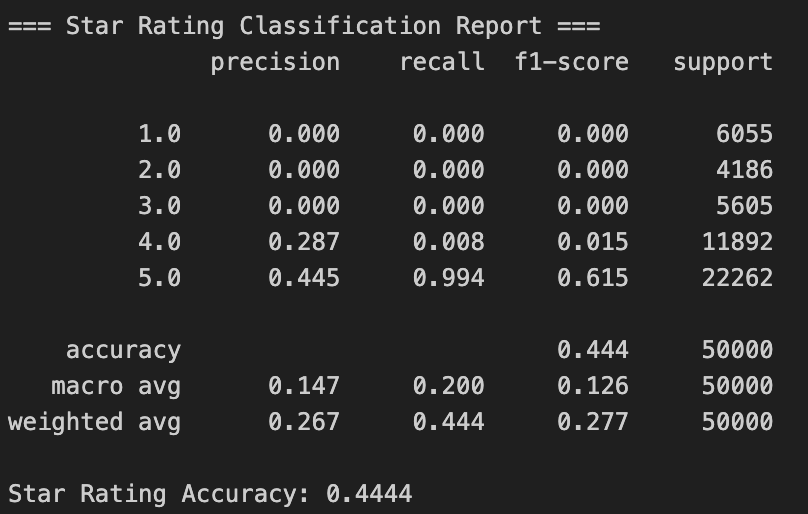 === Star Rating Classification Report ===
precision recall f1-score support
1.0 0.000 0.000 0.000 6055
2.0 0.000 0.000 0.000 4186
3.0 0.000 0.000 0.000 5605
4.0 0.287 0.008 0.015 11892
5.0 0.445 0.994 0.615 22262
accuracy 0.444 50000
macro avg 0.147 0.200 0.126 50000
weighted avg 0.267 0.444 0.277 50000
Star Rating Accuracy: 0.4444